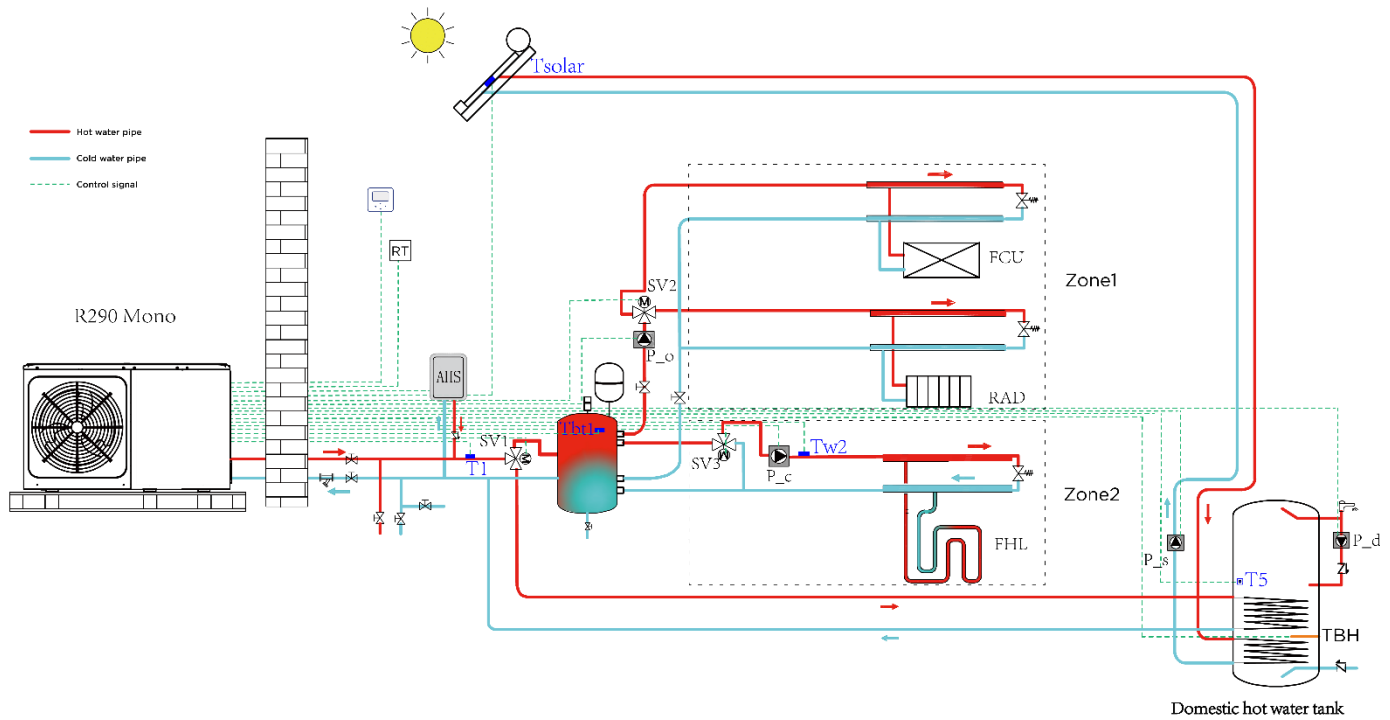 Tsolar
Hot water pipe
Cold water pipe
Control signal
RT
FCU
Zone1
SV2
M
R290 Mono
P_o
AHS
RAD
Tbt1
SV1
M
T1
SV3
M
Tw2
P_c
Zone2
FHL
P_s
P_d
T5
TBH
Domestic hot water tank